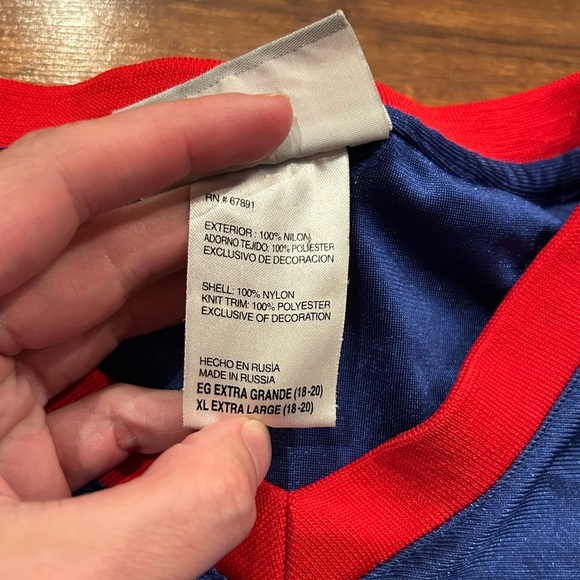 RN # 67891
EXTERIOR : 100% NILON
ADORNO TEJIDO: 100% POLIESTER
EXCLUSIVO DE DECORACION
SHELL: 100% NYLON
KNIT TRIM: 100% POLYESTER
EXCLUSIVE OF DECORATION
HECHO EN RUSÍA
MADE IN RUSSIA
EG EXTRA GRANDE (18-20)
XL EXTRA LARGE (18-20)